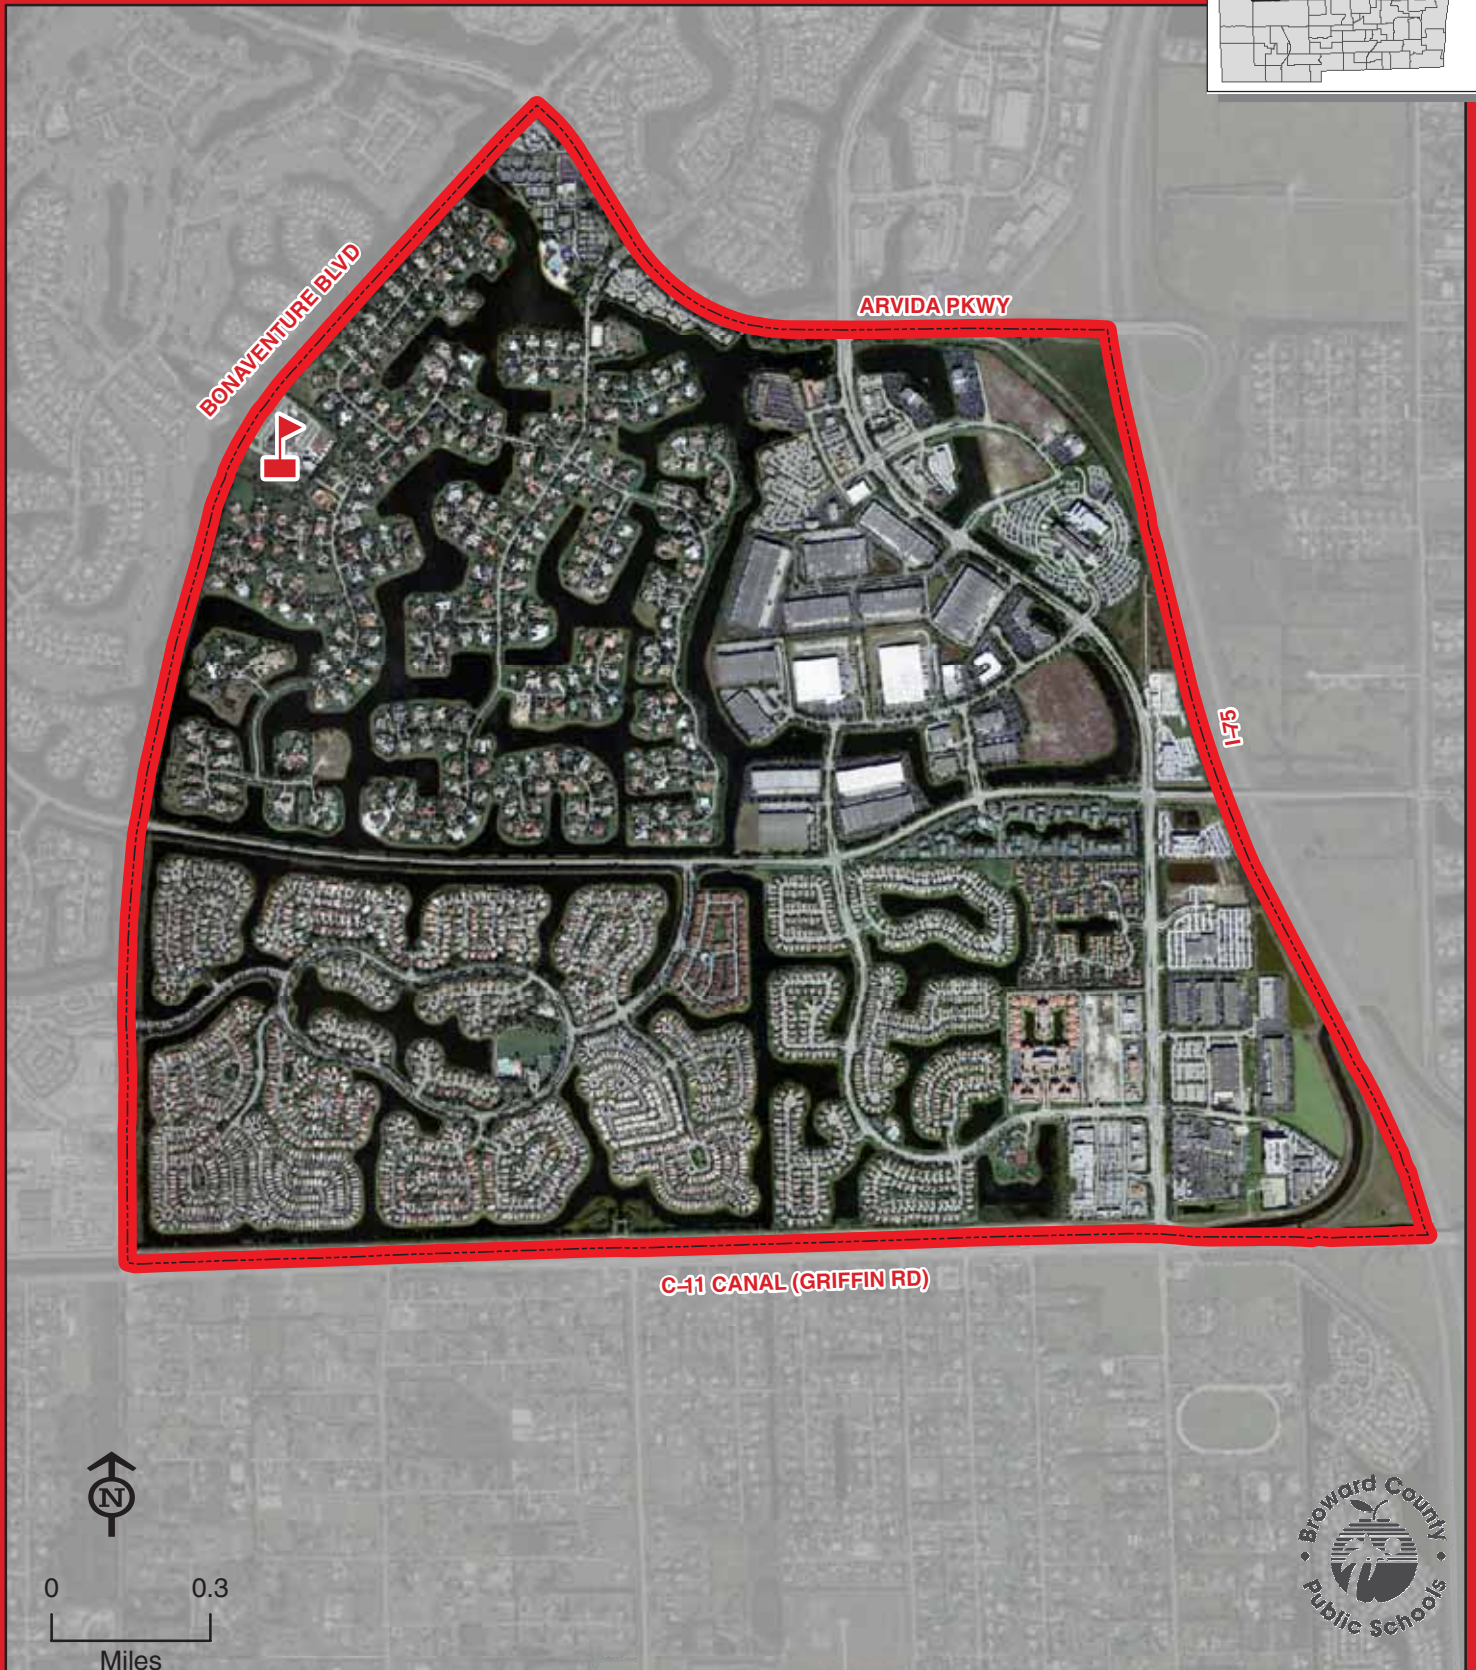 ARVIDA PKWY
BONAVENTURE BLVD
I-75
C-11 CANAL (GRIFFIN RD)
N
0 0.3
Miles
Broward County
Public Schools